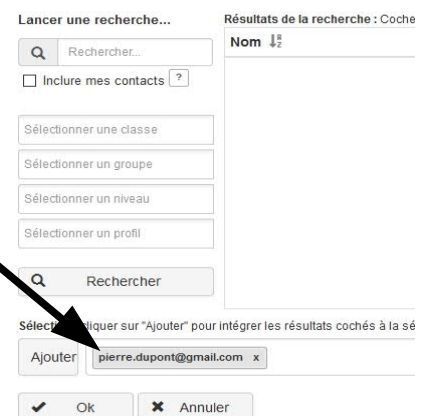 Lancer une recherche...
Résultats de la recherche : Coche
Nom
Rechercher...
Inclure mes contacts ?
Sélectionner une classe
Sélectionner un groupe
Sélectionner un niveau
Sélectionner un profil
Rechercher
cliquer sur "Ajouter" pour intégrer les résultats cochés à la sé
Ajouter pierre.dupont@gmail.com x
Ok Annuler